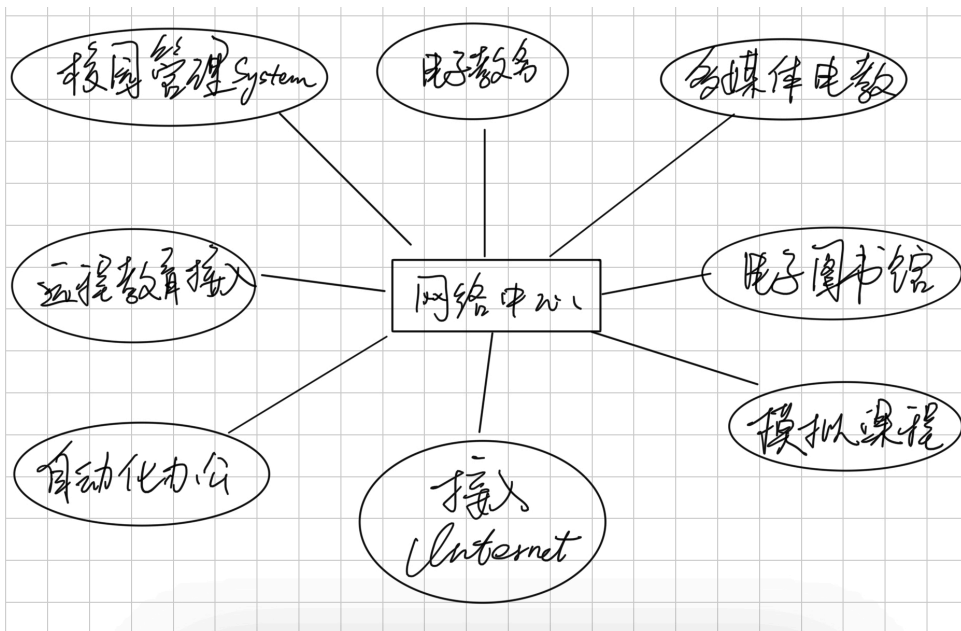 校园管理System
电子教务
多媒体电教
远程教育接入
网络中心
电子图书馆
自动化办公
接入
Internet
模拟课程